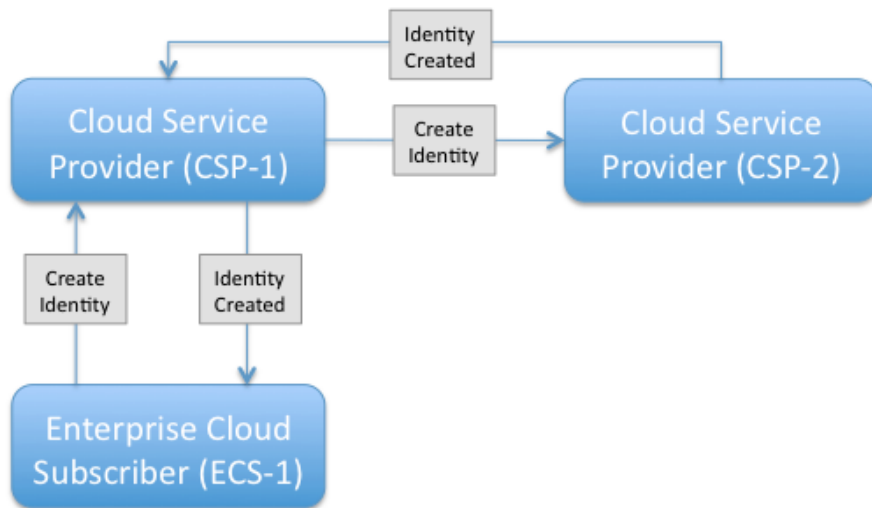 Identity
Created
Cloud Service
Provider (CSP-1)
Create
Identity
Cloud Service
Provider (CSP-2)
Create
Identity
Identity
Created
Enterprise Cloud
Subscriber (ECS-1)